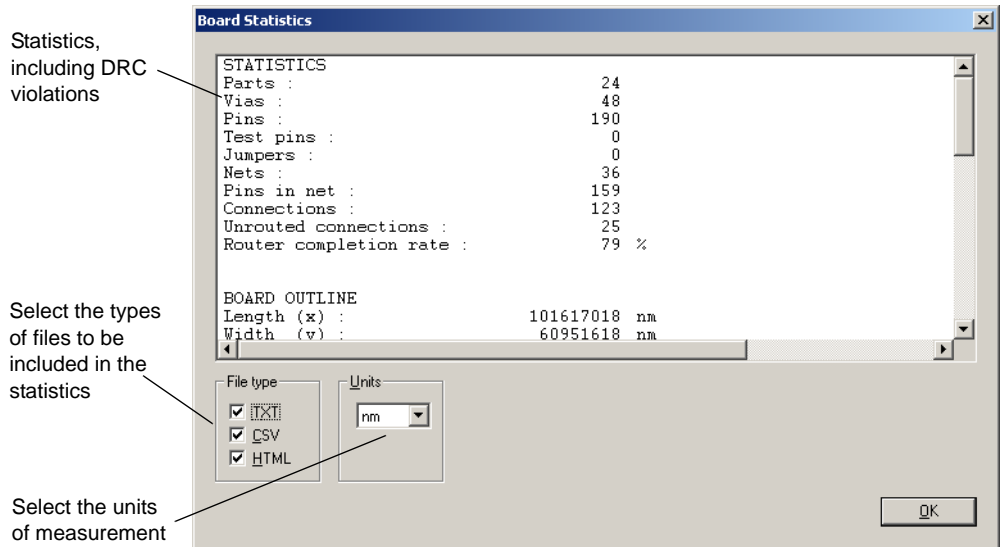 Board Statistics
Statistics,
including DRC
violations
STATISTICS
Parts : 24
Vias : 48
Pins : 190
Test pins : 0
Jumpers : 0
Nets : 36
Pins in net : 159
Connections : 123
Unrouted connections : 25
Router completion rate : 79 %
BOARD OUTLINE
Length (x) : 101617018 nm
Width (y) : 60951618 nm
Select the types
of files to be
included in the
statistics
File type
TXT
CSV
HTML
Units
nm
Select the units
of measurement
OK